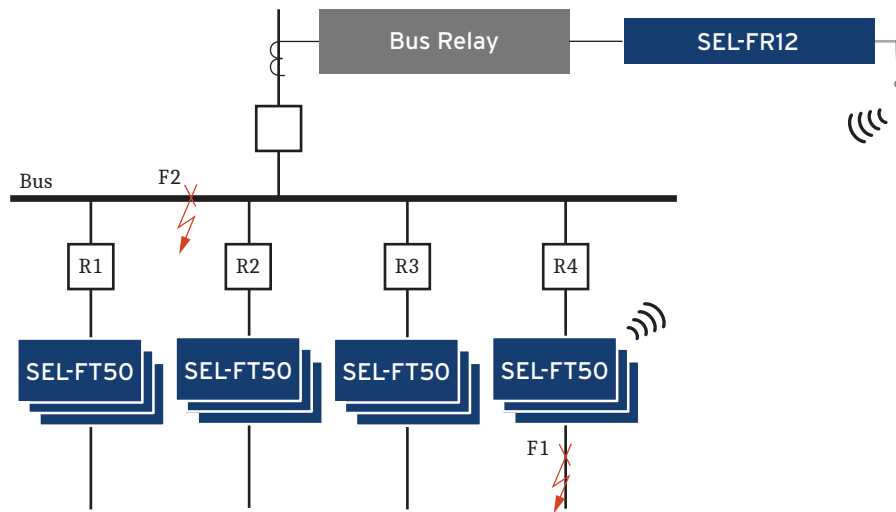 Bus Relay
SEL-FR12
Bus
F2
R1
R2
R3
R4
SEL-FT50
SEL-FT50
SEL-FT50
SEL-FT50
F1